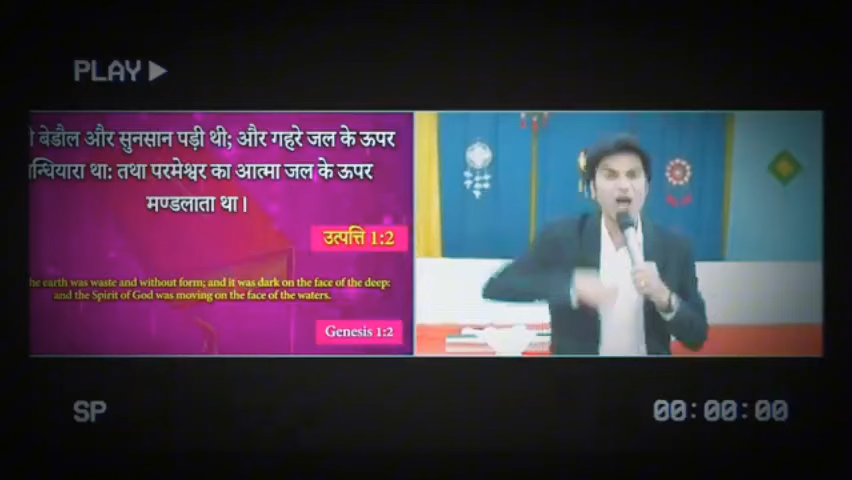 PLAY
बेडौल और सुनसान पड़ी थी; और गहरे जल के ऊपर
न्धियारा था: तथा परमेश्वर का आत्मा जल के ऊपर
मण्डलाता था।
उत्पत्ति 1:2
he earth was waste and without form; and it was dark on the face of the deep:
and the Spirit of God was moving on the face of the waters.
Genesis 1:2
SP
00:00:00